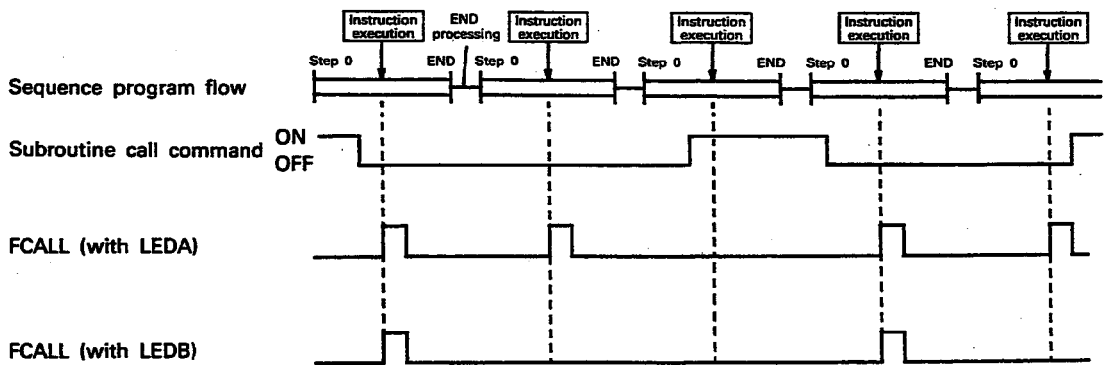 Instruction execution
END processing
Instruction execution
Instruction execution
Instruction execution
Instruction execution
Step 0 END Step 0 END Step 0 END Step 0 END Step 0
Sequence program flow
Subroutine call command ON
OFF
FCALL (with LEDA)
FCALL (with LEDB)